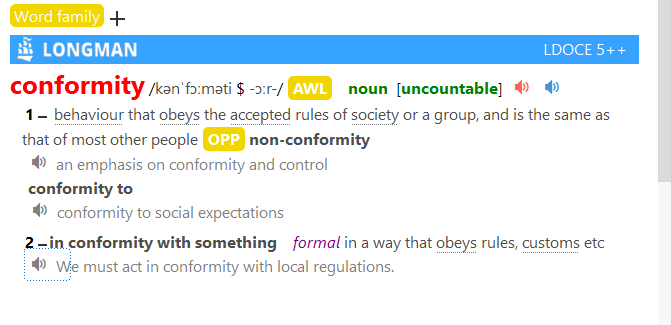 Word family +
LONGMAN LDOCE 5++
conformity /kənˈfɔːməti $ -ɔːr-/ AWL noun [uncountable]
1 – behaviour that obeys the accepted rules of society or a group, and is the same as
that of most other people OPP non-conformity
an emphasis on conformity and control
conformity to
conformity to social expectations
2 – in conformity with something formal in a way that obeys rules, customs etc
We must act in conformity with local regulations.